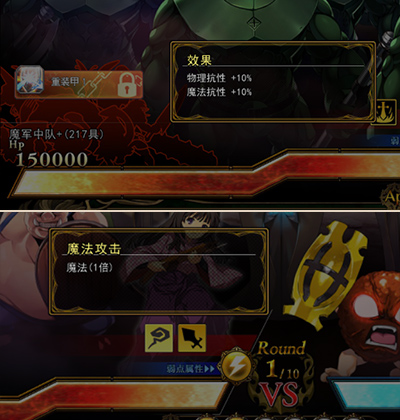 效果
物理抗性 +10%
魔法抗性 +10%
重装甲
魔军中队+(217具)
HP
150000
魔法攻击
魔法(1倍)
弱点属性▶▶
Round
1/10
VS